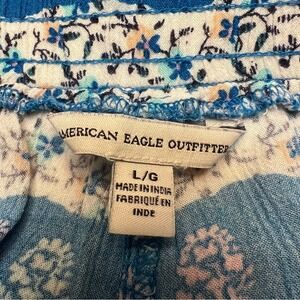 AMERICAN EAGLE OUTFITTER
L/G
MADE IN INDIA
FABRIQUÉ EN
INDE